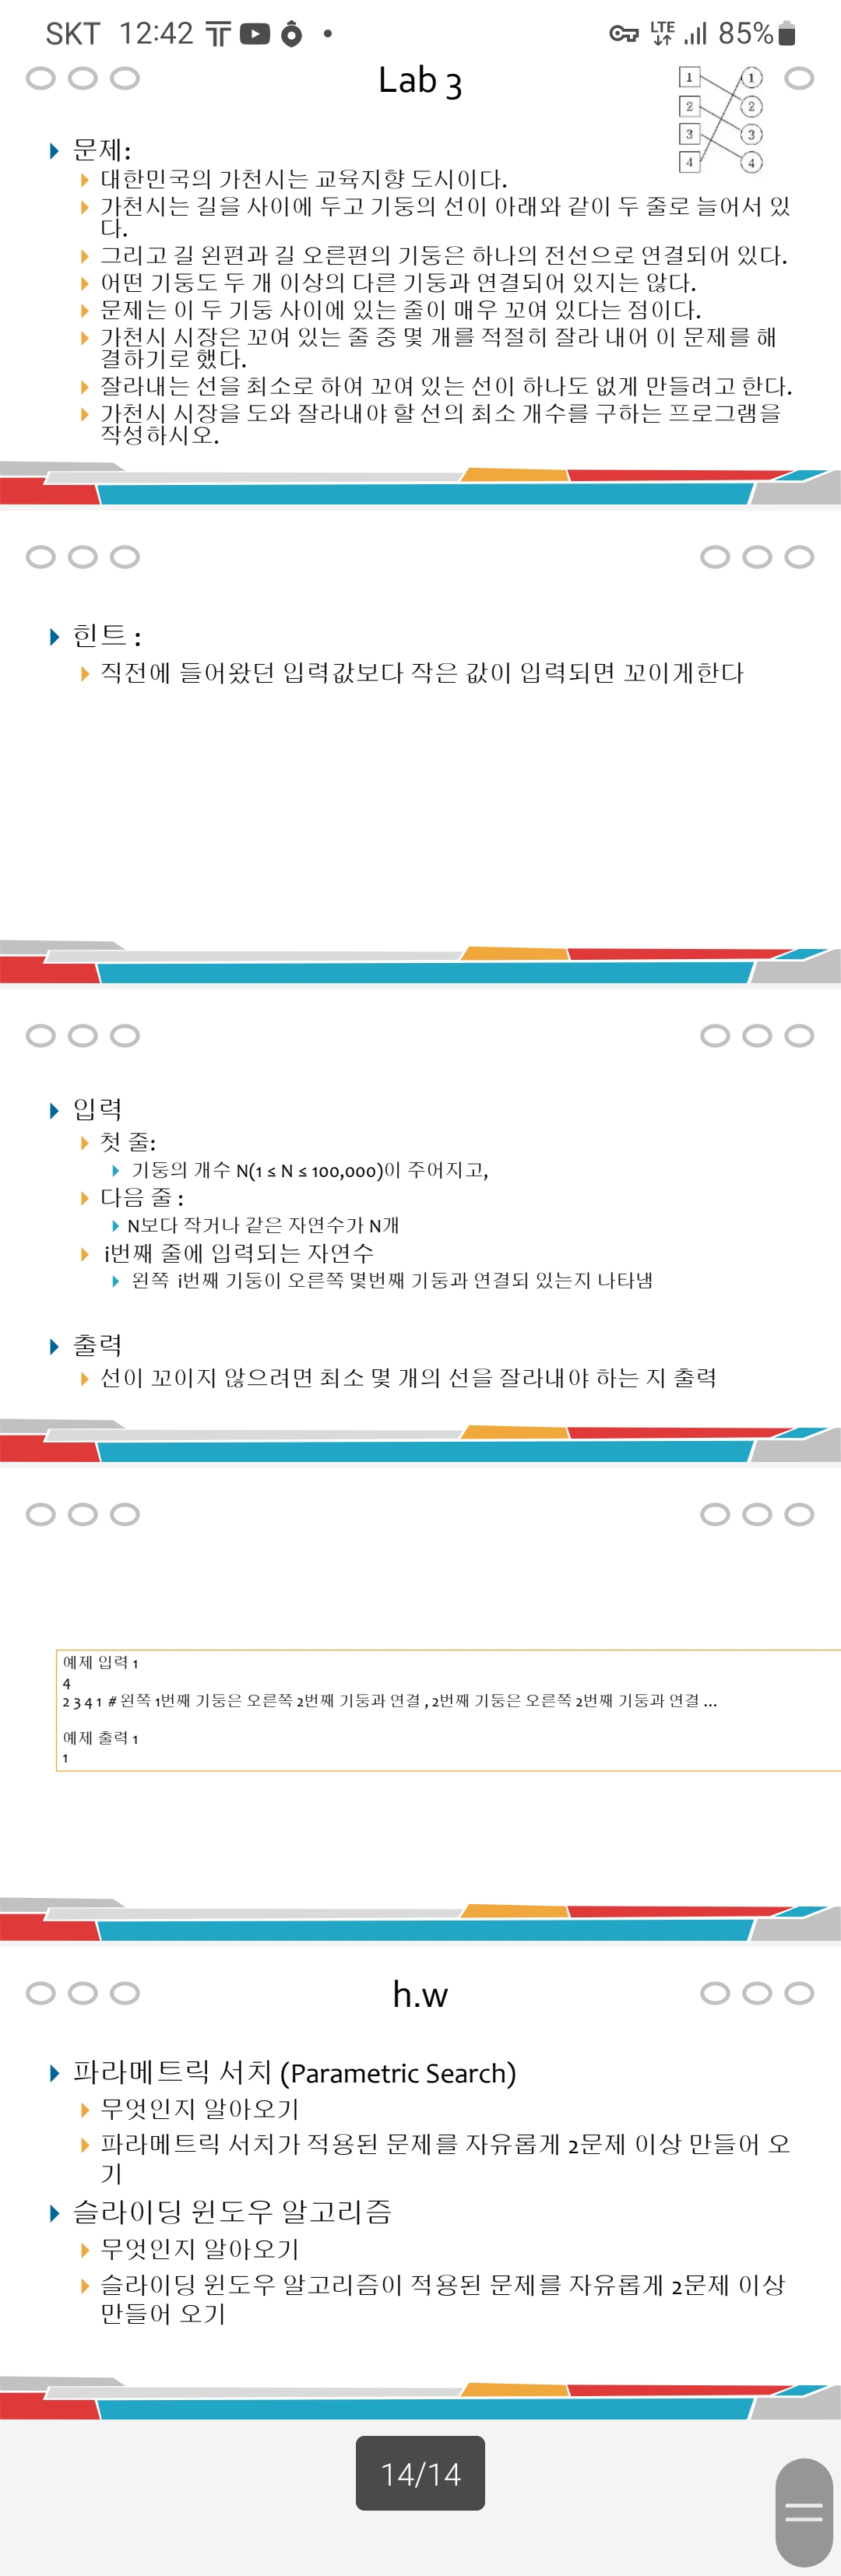 SKT 12:42
LTE 85%
Lab 3
1 1
2 2
3 3
4 4
문제:
대한민국의 가천시는 교육지향 도시이다.
가천시는 길을 사이에 두고 기둥의 선이 아래와 같이 두 줄로 늘어서 있
다.
그리고 길 왼편과 길 오른편의 기둥은 하나의 전선으로 연결되어 있다.
어떤 기둥도 두 개 이상의 다른 기둥과 연결되어 있지는 않다.
문제는 이 두 기둥 사이에 있는 줄이 매우 꼬여 있다는 점이다.
가천시 시장은 꼬여 있는 줄 중 몇 개를 적절히 잘라 내어 이 문제를 해
결하기로 했다.
잘라내는 선을 최소로 하여 꼬여 있는 선이 하나도 없게 만들려고 한다.
가천시 시장을 도와 잘라내야 할 선의 최소 개수를 구하는 프로그램을
작성하시오.
힌트 :
직전에 들어왔던 입력값보다 작은 값이 입력되면 꼬이게한다
입력
첫 줄:
기둥의 개수 N(1 ≤ N ≤ 100,000)이 주어지고,
다음 줄 :
N보다 작거나 같은 자연수가 N개
i번째 줄에 입력되는 자연수
왼쪽 i번째 기둥이 오른쪽 몇번째 기둥과 연결되 있는지 나타냄
출력
선이 꼬이지 않으려면 최소 몇 개의 선을 잘라내야 하는 지 출력
예제 입력 1
4
2 3 4 1 # 왼쪽 1번째 기둥은 오른쪽 2번째 기둥과 연결 , 2번째 기둥은 오른쪽 2번째 기둥과 연결 ...
예제 출력 1
1
h.w
파라메트릭 서치 (Parametric Search)
무엇인지 알아오기
파라메트릭 서치가 적용된 문제를 자유롭게 2문제 이상 만들어 오
기
슬라이딩 윈도우 알고리즘
무엇인지 알아오기
슬라이딩 윈도우 알고리즘이 적용된 문제를 자유롭게 2문제 이상
만들어 오기
14/14